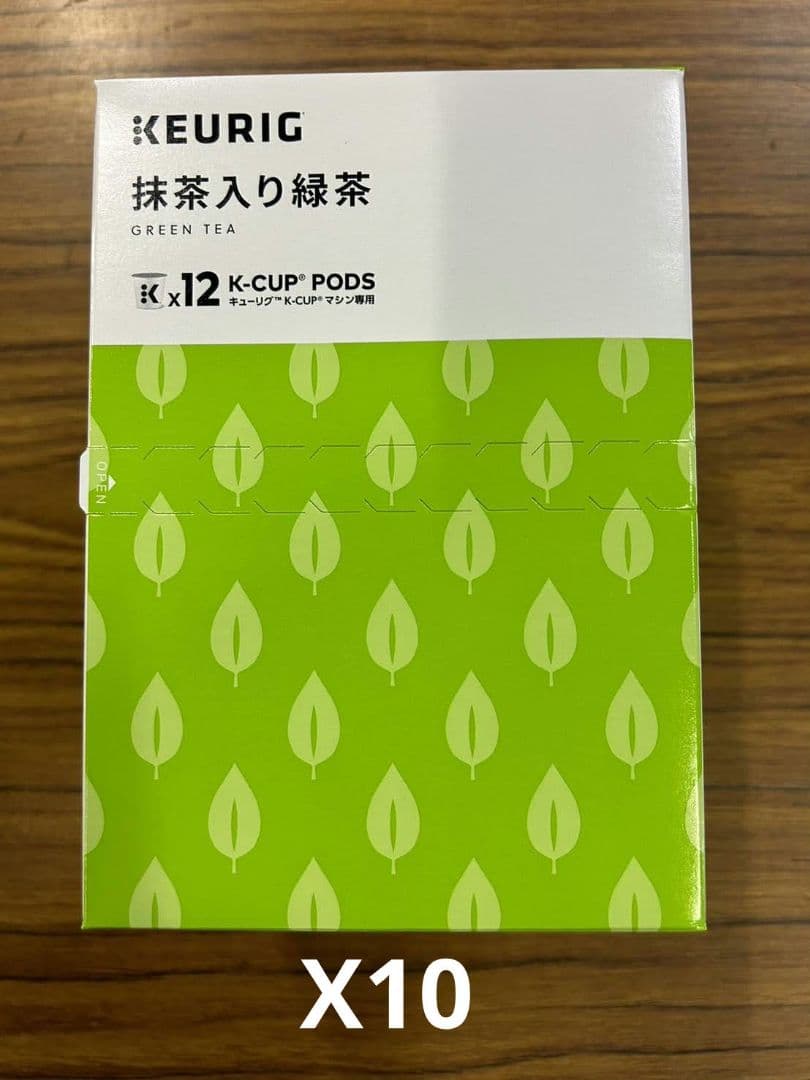 KEURIG
抹茶入り緑茶
GREEN TEA
K x12 K-CUP® PODS
キューリグ™ K-CUP® マシン専用
OPEN
X10